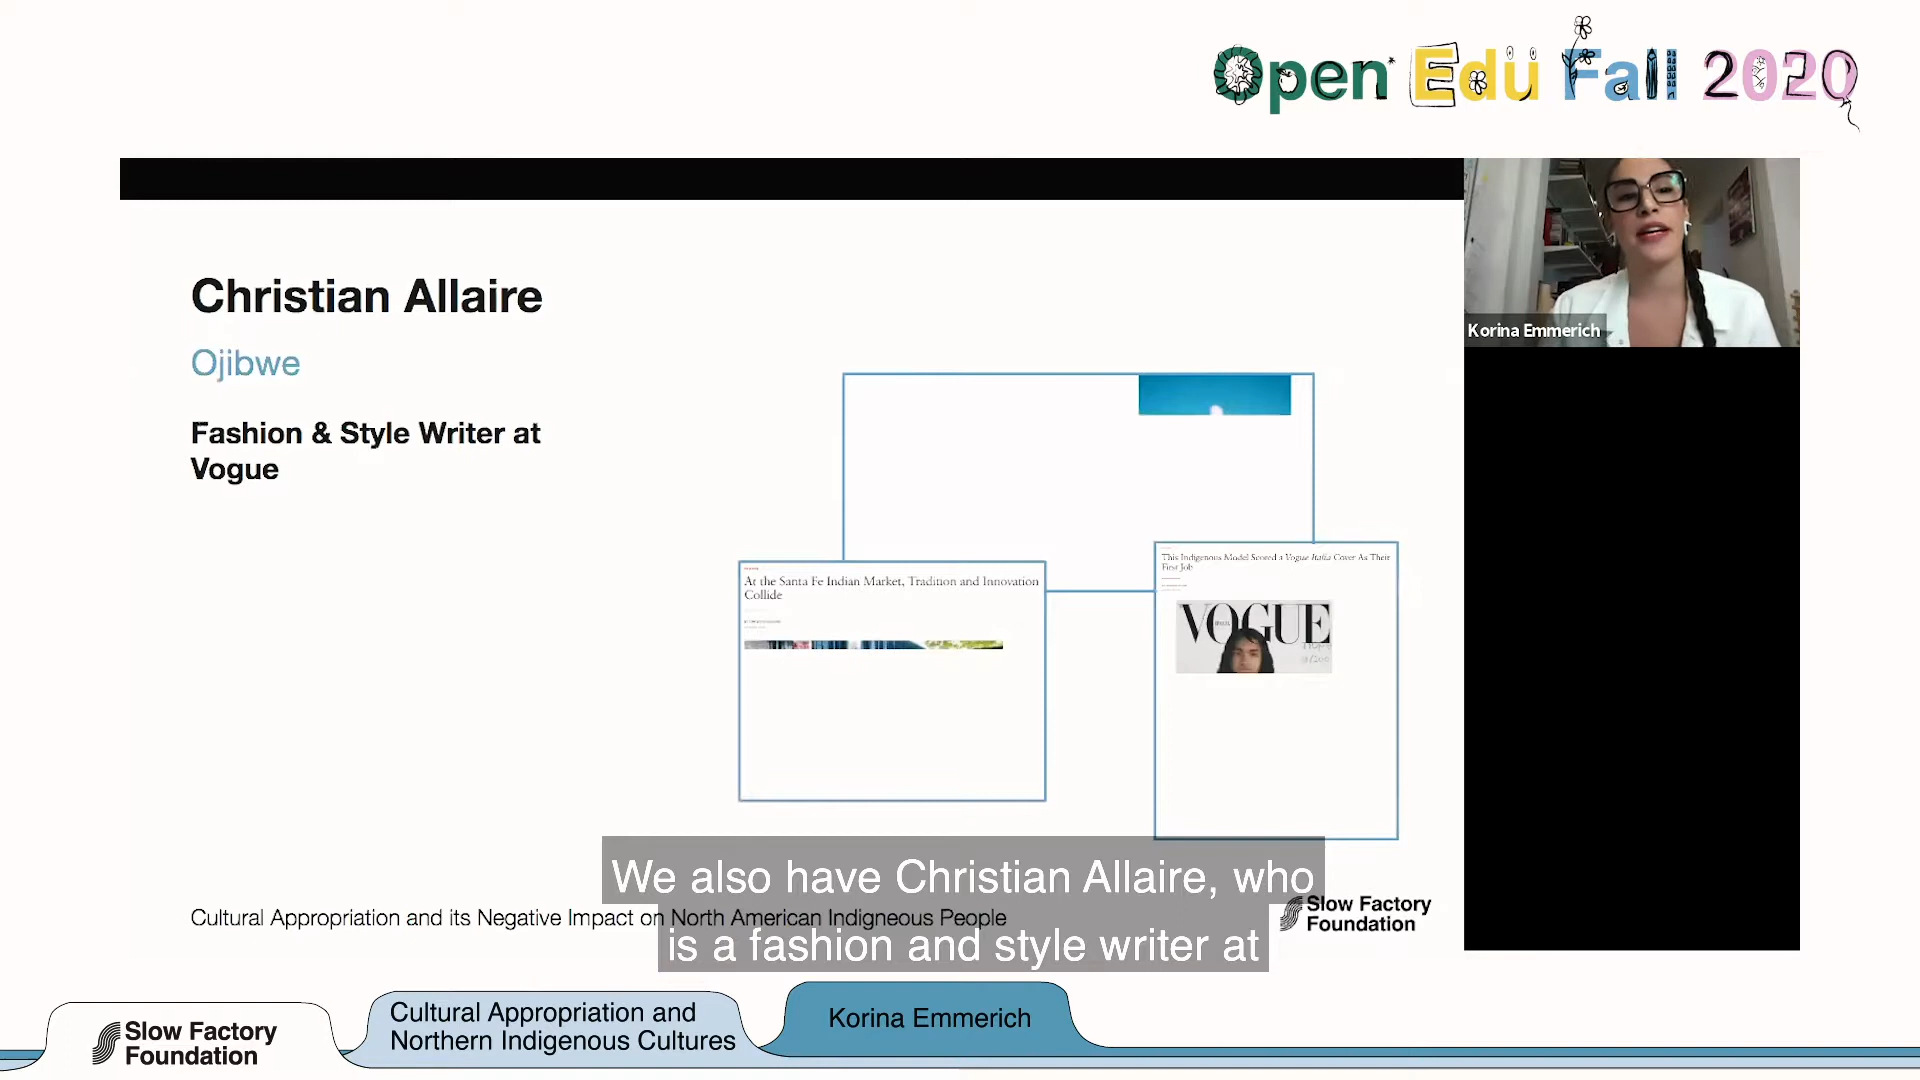 Open Edu Fall 2020
Korina Emmerich
Christian Allaire
Ojibwe
Fashion & Style Writer at
Vogue
This Indigenous Model Scored a Vogue Italia Cover As Their
First Job
At the Santa Fe Indian Market, Tradition and Innovation
Collide
VOGUE
We also have Christian Allaire, who
is a fashion and style writer at
Cultural Appropriation and its Negative Impact on North American Indigneous People
Slow Factory
Foundation
Slow Factory
Foundation
Cultural Appropriation and
Northern Indigenous Cultures
Korina Emmerich